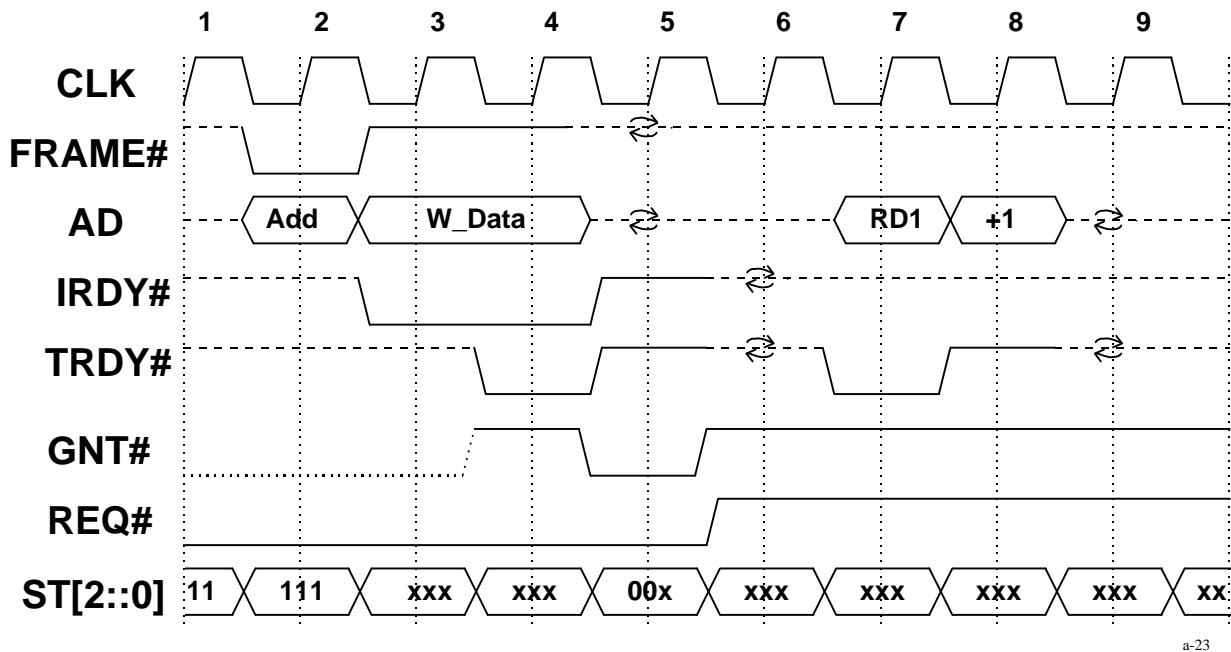 1 2 3 4 5 6 7 8 9
CLK
FRAME#
AD Add W_Data RD1 +1
IRDY#
TRDY#
GNT#
REQ#
ST[2::0] 11 111 xxx xxx 00x xxx xxx xxx xxx xx
a-23